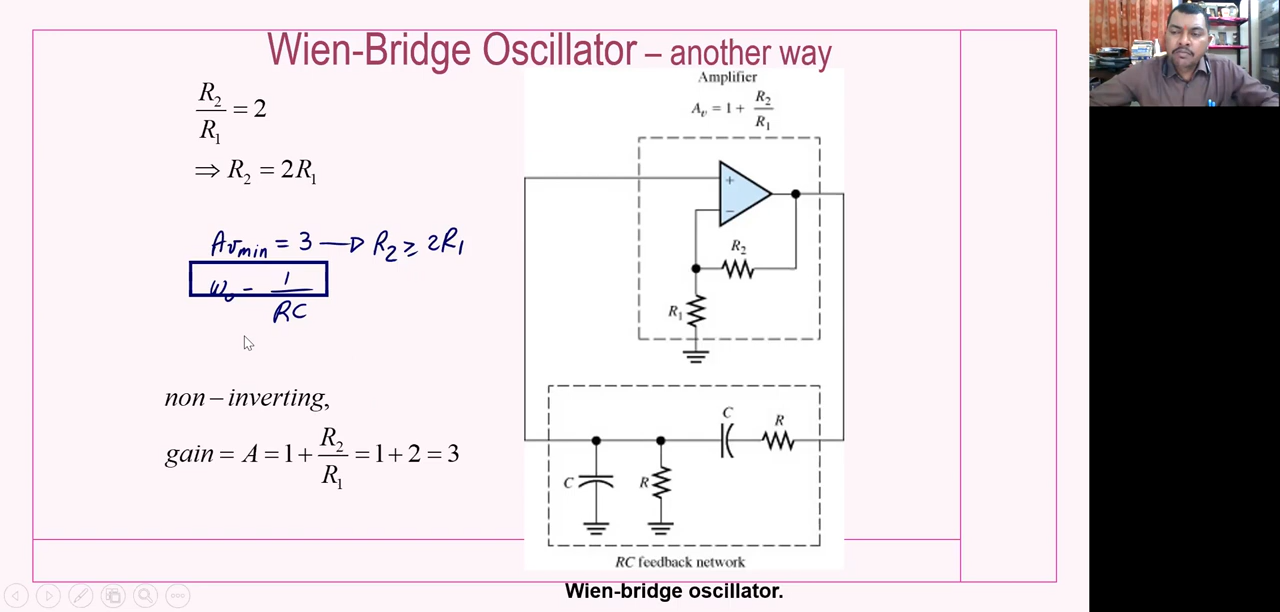 Wien-Bridge Oscillator – another way
R₂/R₁ = 2
⇒ R₂ = 2R₁
Avmin = 3 → R₂ ≥ 2R₁
ω₀ = 1/RC
non – inverting,
gain = A = 1 + R₂/R₁ = 1 + 2 = 3
Amplifier
Aᵥ = 1 + R₂/R₁
+
–
R₂
R₁
C
R
C
R
RC feedback network
Wien-bridge oscillator.